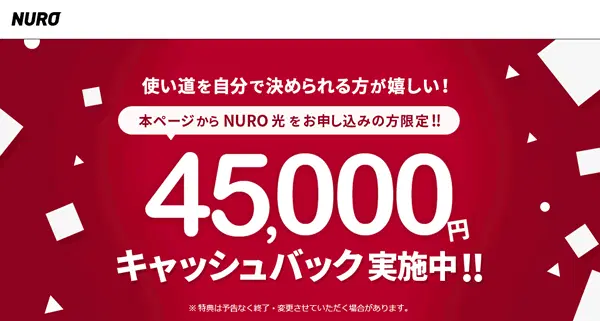 NURO
使い道を自分で決められる方が嬉しい！
本ページから NURO 光 をお申し込みの方限定!!
45,000円
キャッシュバック 実施中!!
※ 特典は予告なく終了・変更させていただく場合があります。